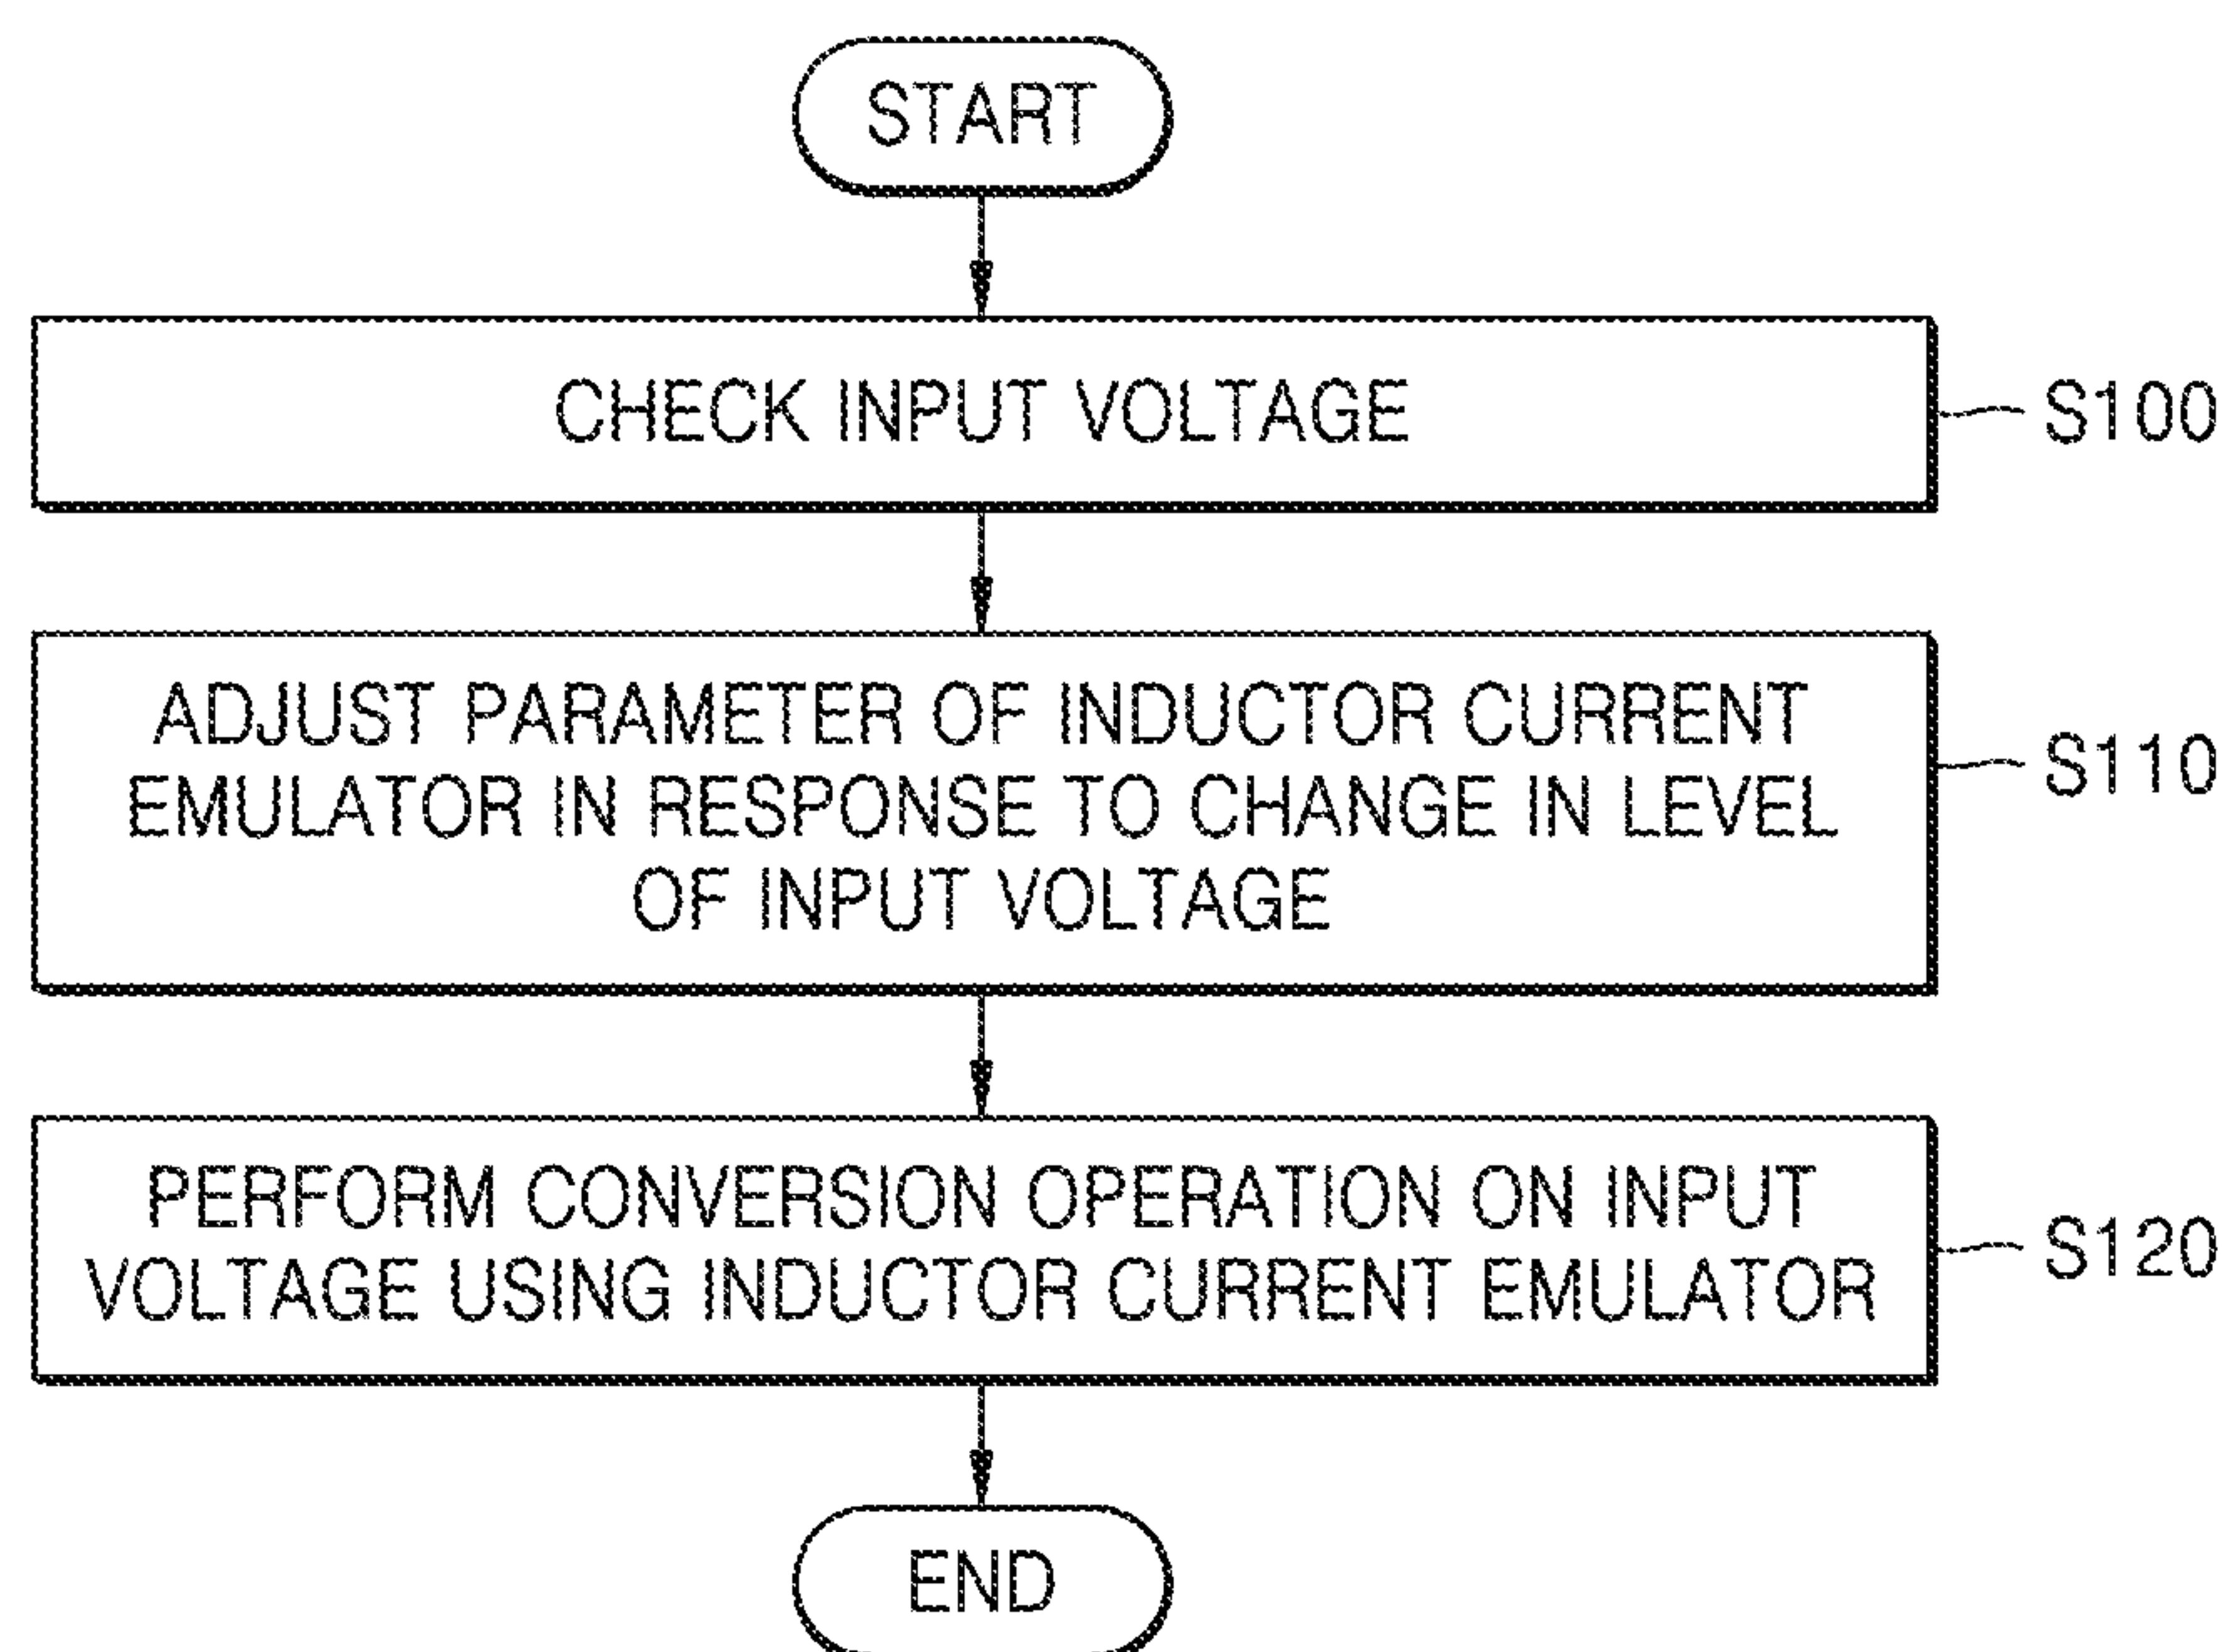 START
CHECK INPUT VOLTAGE
S100
ADJUST PARAMETER OF INDUCTOR CURRENT
EMULATOR IN RESPONSE TO CHANGE IN LEVEL
OF INPUT VOLTAGE
S110
PERFORM CONVERSION OPERATION ON INPUT
VOLTAGE USING INDUCTOR CURRENT EMULATOR
S120
END